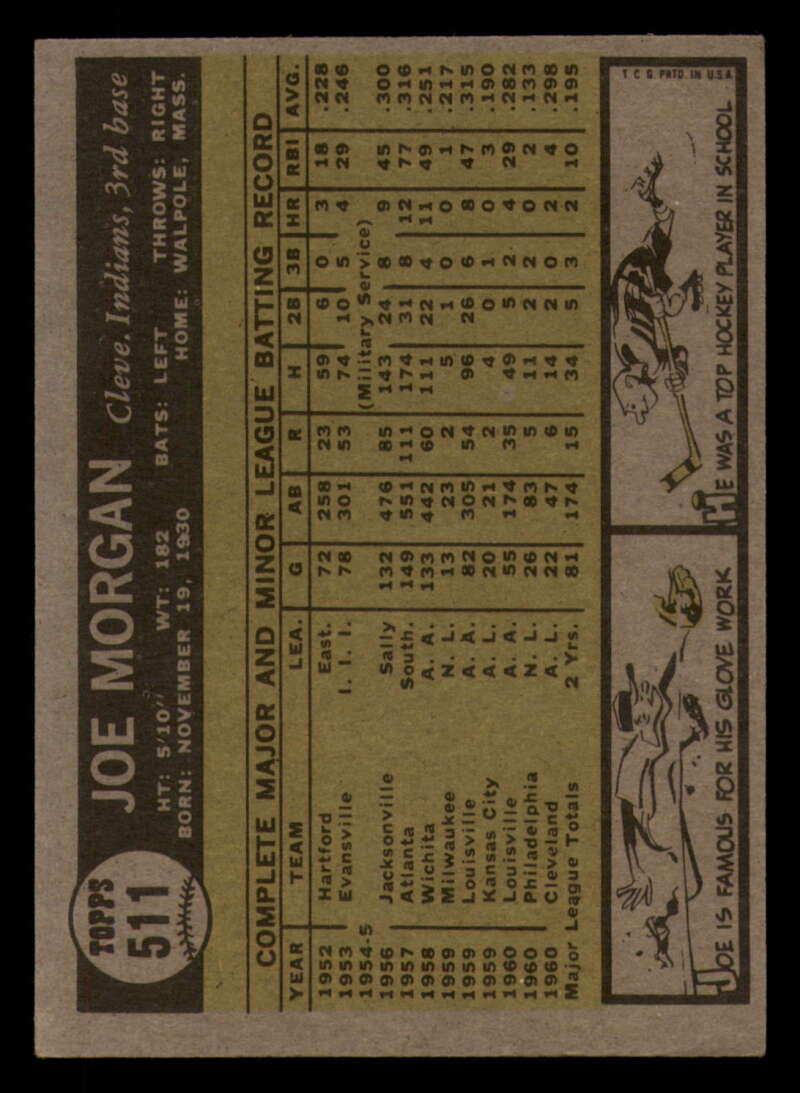 TOPPS
511
JOE MORGAN Cleve. Indians, 3rd base
HT: 5'10" WT: 182 BATS: LEFT THROWS: RIGHT
BORN: NOVEMBER 19, 1930 HOME: WALPOLE, MASS.
COMPLETE MAJOR AND MINOR LEAGUE BATTING RECORD
YEAR TEAM LEA. G AB R H 2B 3B HR RBI AVG.
1952 Hartford East. 72 258 23 59 6 0 3 18 .228
1953 Evansville I. I. I. 78 301 53 74 10 5 4 29 .246
1954-5 (Military Service)
1956 Jacksonville Sally 132 476 85 143 24 8 9 45 .300
1957 Atlanta South. 149 551 111 174 31 8 12 77 .316
1958 Wichita A. A. 133 442 60 111 22 4 11 49 .251
1959 Milwaukee N. L. 13 23 2 5 1 0 0 1 .217
1959 Louisville A. A. 82 305 54 96 26 6 8 47 .315
1959 Kansas City A. L. 20 21 2 4 0 1 0 3 .190
1960 Louisville A. A. 55 174 35 49 5 2 4 29 .282
1960 Philadelphia N. L. 26 83 5 11 2 2 0 2 .133
1960 Cleveland A. L. 22 47 6 14 2 0 2 4 .298
Major League Totals 2 Yrs. 81 174 15 34 5 3 2 10 .195
JOE IS FAMOUS FOR HIS GLOVE WORK
T. C. G. PRTD. IN U.S.A.
HE WAS A TOP HOCKEY PLAYER IN SCHOOL